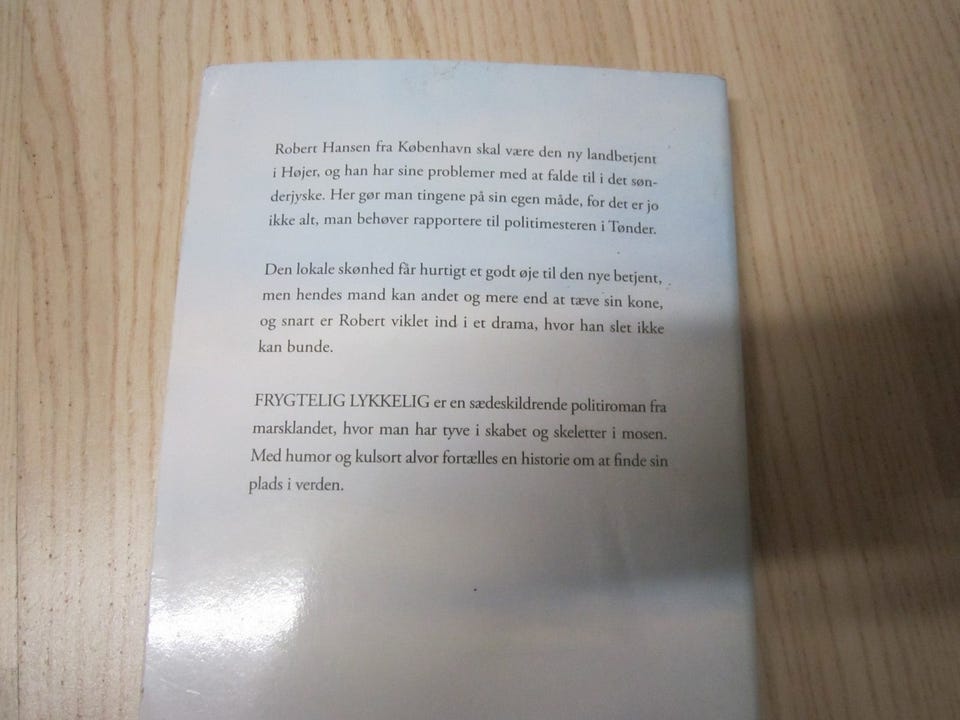 Robert Hansen fra København skal være den ny landbetjent
i Højer, og han har sine problemer med at falde til i det søn-
derjyske. Her gør man tingene på sin egen måde, for det er jo
ikke alt, man behøver rapportere til politimesteren i Tønder.
Den lokale skønhed får hurtigt et godt øje til den nye betjent,
men hendes mand kan andet og mere end at tæve sin kone,
og snart er Robert viklet ind i et drama, hvor han slet ikke
kan bunde.
FRYGTELIG LYKKELIG er en sædeskildrende politiroman fra
marsklandet, hvor man har tyve i skabet og skeletter i mosen.
Med humor og kulsort alvor fortælles en historie om at finde sin
plads i verden.